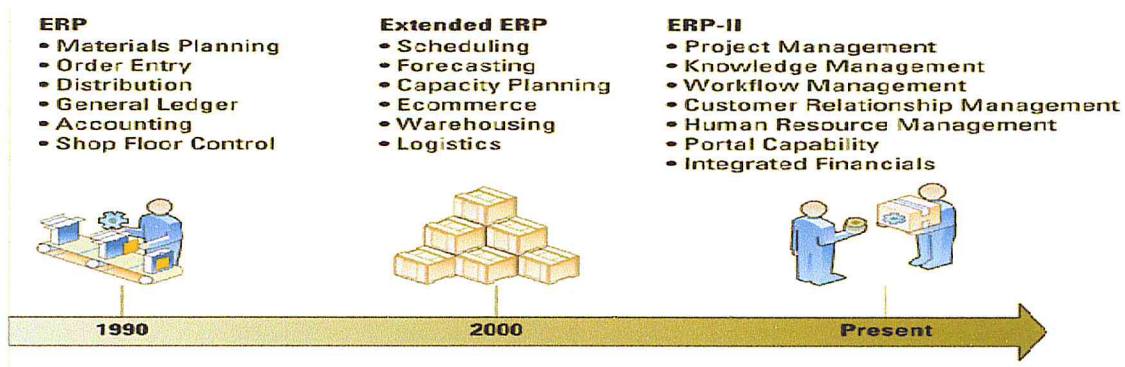 ERP
• Materials Planning
• Order Entry
• Distribution
• General Ledger
• Accounting
• Shop Floor Control
Extended ERP
• Scheduling
• Forecasting
• Capacity Planning
• Ecommerce
• Warehousing
• Logistics
ERP-II
• Project Management
• Knowledge Management
• Workflow Management
• Customer Relationship Management
• Human Resource Management
• Portal Capability
• Integrated Financials
1990
2000
Present